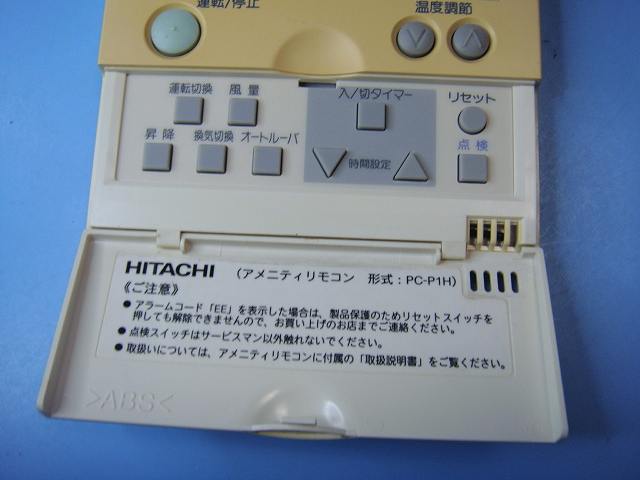 運転/停止
温度調節
運転切換 風量 入/切タイマー リセット
昇降 換気切換 オートルーバ 時間設定 点検
HITACHI (アメニティリモコン 形式:PC-P1H)
《ご注意》
●アラームコード「EE」を表示した場合は、製品保護のためリセットスイッチを
押しても解除できませんので、お買い上げのお店までご連絡ください。
●点検スイッチはサービスマン以外触れないでください。
●取扱いについては、アメニティリモコンに付属の「取扱説明書」をご覧ください。
>ABS<